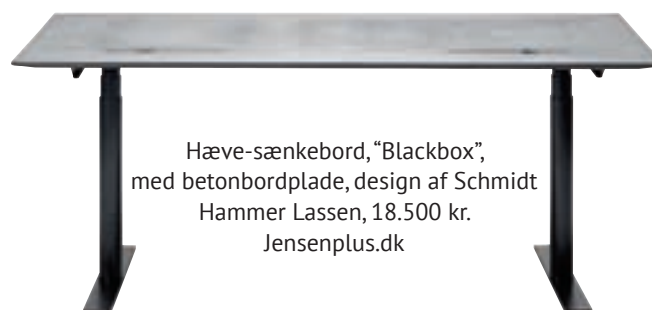 Hæve-sænkebord, “Blackbox”,
med betonbordplade, design af Schmidt
Hammer Lassen, 18.500 kr.
Jensenplus.dk